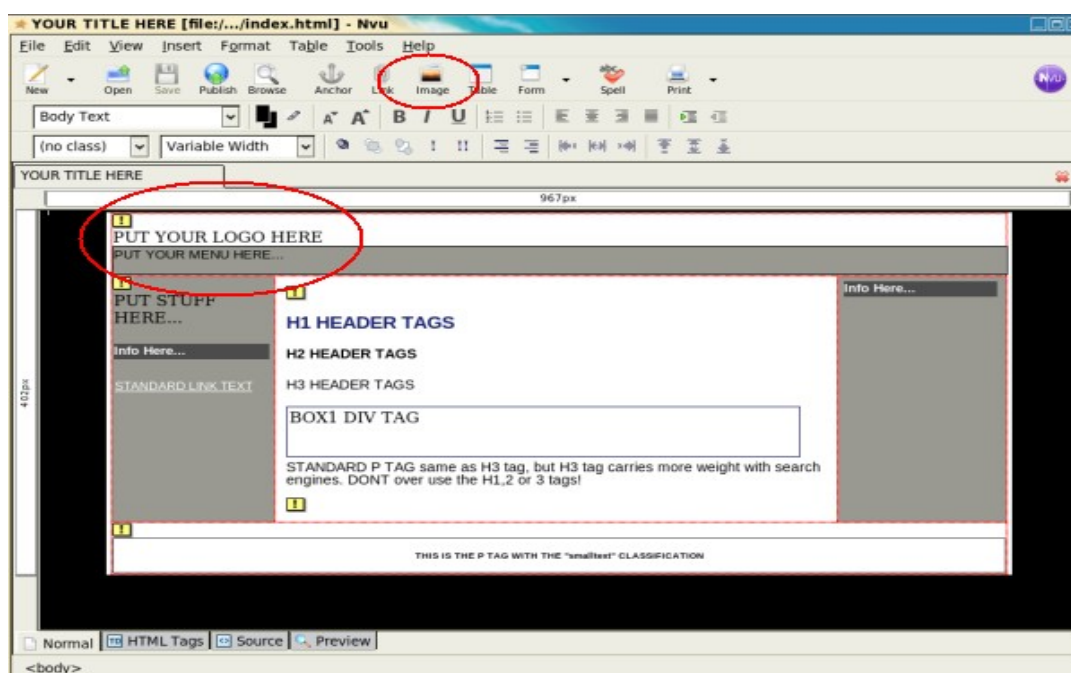 YOUR TITLE HERE [file:/.../index.html] - Nvu
File Edit View Insert Format Table Tools Help
New Open Save Publish Browse Anchor Link Image Table Form Spell Print
Nvu
Body Text
B I U
(no class) Variable Width
YOUR TITLE HERE
967px
PUT YOUR LOGO HERE
PUT YOUR MENU HERE...
PUT STUFF
HERE...
Info Here...
STANDARD LINK TEXT
H1 HEADER TAGS
H2 HEADER TAGS
H3 HEADER TAGS
BOX1 DIV TAG
STANDARD P TAG same as H3 tag, but H3 tag carries more weight with search
engines. DONT over use the H1,2 or 3 tags!
Info Here...
402px
THIS IS THE P TAG WITH THE "smalltext" CLASSIFICATION
Normal HTML Tags Source Preview
<body>